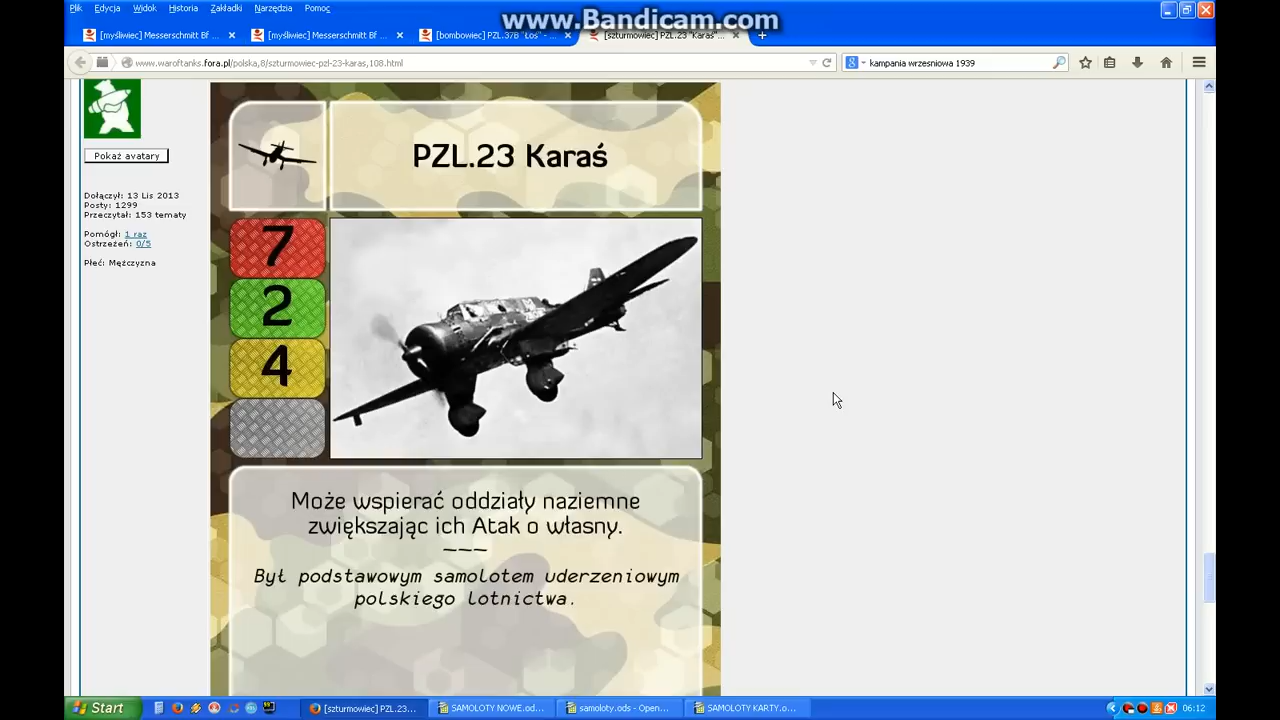 www.Bandicam.com
Plik Edycja Widok Historia Zakładki Narzędzia Pomoc
[myśliwiec] Messerschmitt Bf ... × [myśliwiec] Messerschmitt Bf ... × [bombowiec] PZL.37B "Łoś" - ... × [szturmowiec] PZL.23 "Karaś"... × +
www.waroftanks.fora.pl/polska,8/szturmowiec-pzl-23-karas,108.html
kampania wrzesniowa 1939
Pokaż avatary
Dołączył: 13 Lis 2013
Posty: 1299
Przeczytał: 153 tematy
Pomógł: 1 raz
Ostrzeżeń: 0/5
Płeć: Mężczyzna
PZL.23 Karaś
7
2
4
Może wspierać oddziały naziemne
zwiększając ich Atak o własny.
~~~
Był podstawowym samolotem uderzeniowym
polskiego lotnictwa.
Start [szturmowiec] PZL.23... SAMOLOTY NOWE.od... samoloty.ods - Open... SAMOLOTY KARTY.o... 06:12